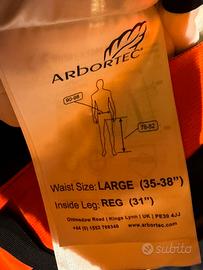 ARBORTEC®
90-98
78-82
Waist Size: LARGE (35-38")
Inside Leg: REG (31")
Oldmedow Road | Kings Lynn | UK | PE30 4JJ
+44 (0) 1553 766340
www.arbortec.com
subito